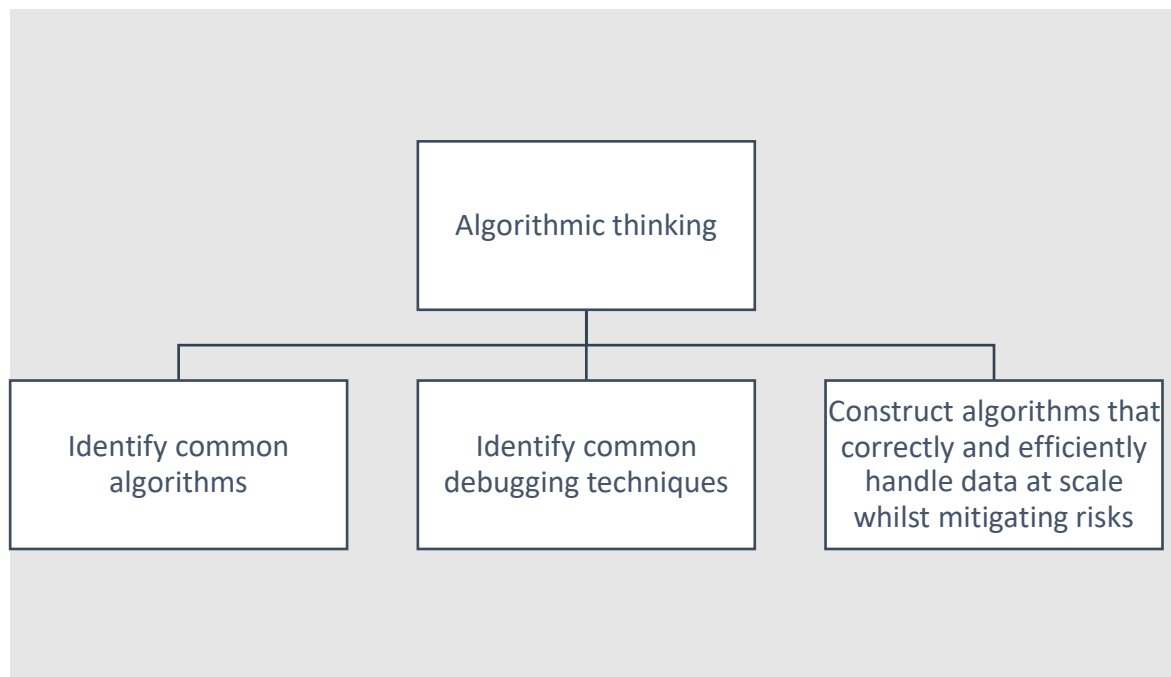 Algorithmic thinking
Identify common
algorithms
Identify common
debugging techniques
Construct algorithms that
correctly and efficiently
handle data at scale
whilst mitigating risks